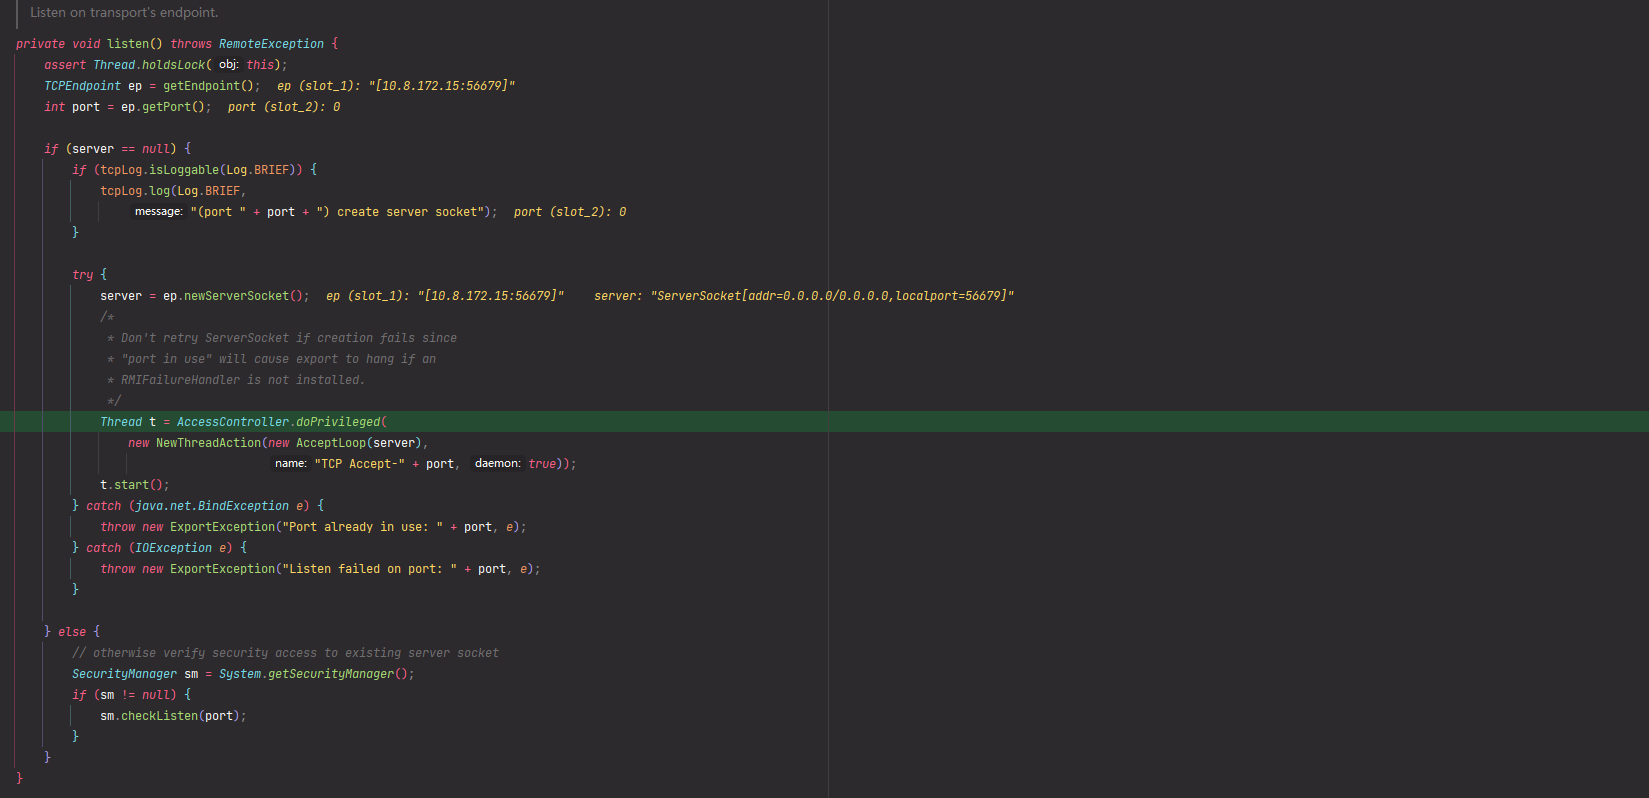 Listen on transport's endpoint.
private void listen() throws RemoteException {
assert Thread.holdsLock( obj: this);
TCPEndpoint ep = getEndpoint();  ep (slot_1): "[10.8.172.15:56679]"
int port = ep.getPort();  port (slot_2): 0
if (server == null) {
if (tcpLog.isLoggable(Log.BRIEF)) {
tcpLog.log(Log.BRIEF,
message: "(port " + port + ") create server socket");  port (slot_2): 0
}
try {
server = ep.newServerSocket();  ep (slot_1): "[10.8.172.15:56679]"  server: "ServerSocket[addr=0.0.0.0/0.0.0.0,localport=56679]"
/*
* Don't retry ServerSocket if creation fails since
* "port in use" will cause export to hang if an
* RMIFailureHandler is not installed.
*/
Thread t = AccessController.doPrivileged(
new NewThreadAction(new AcceptLoop(server),
name: "TCP Accept-" + port, daemon: true));
t.start();
} catch (java.net.BindException e) {
throw new ExportException("Port already in use: " + port, e);
} catch (IOException e) {
throw new ExportException("Listen failed on port: " + port, e);
}
} else {
// otherwise verify security access to existing server socket
SecurityManager sm = System.getSecurityManager();
if (sm != null) {
sm.checkListen(port);
}
}
}